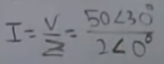 I = V/Z = 50∠30°/2∠0°